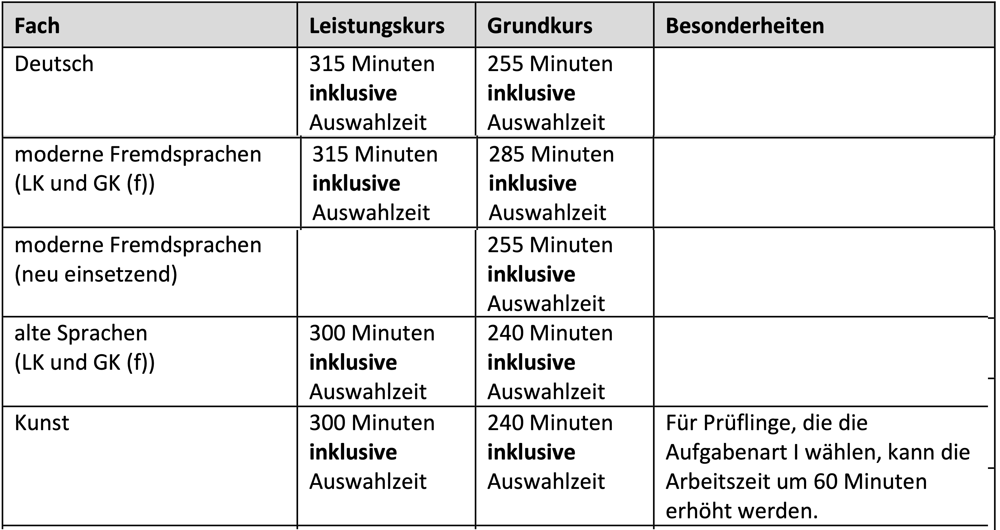 Fach Leistungskurs Grundkurs Besonderheiten
Deutsch 315 Minuten 255 Minuten
inklusive inklusive
Auswahlzeit Auswahlzeit
moderne Fremdsprachen 315 Minuten 285 Minuten
(LK und GK (f)) inklusive inklusive
Auswahlzeit Auswahlzeit
moderne Fremdsprachen 255 Minuten
(neu einsetzend) inklusive
Auswahlzeit
alte Sprachen 300 Minuten 240 Minuten
(LK und GK (f)) inklusive inklusive
Auswahlzeit Auswahlzeit
Kunst 300 Minuten 240 Minuten Für Prüflinge, die die
inklusive inklusive Aufgabenart I wählen, kann die
Auswahlzeit Auswahlzeit Arbeitszeit um 60 Minuten
erhöht werden.